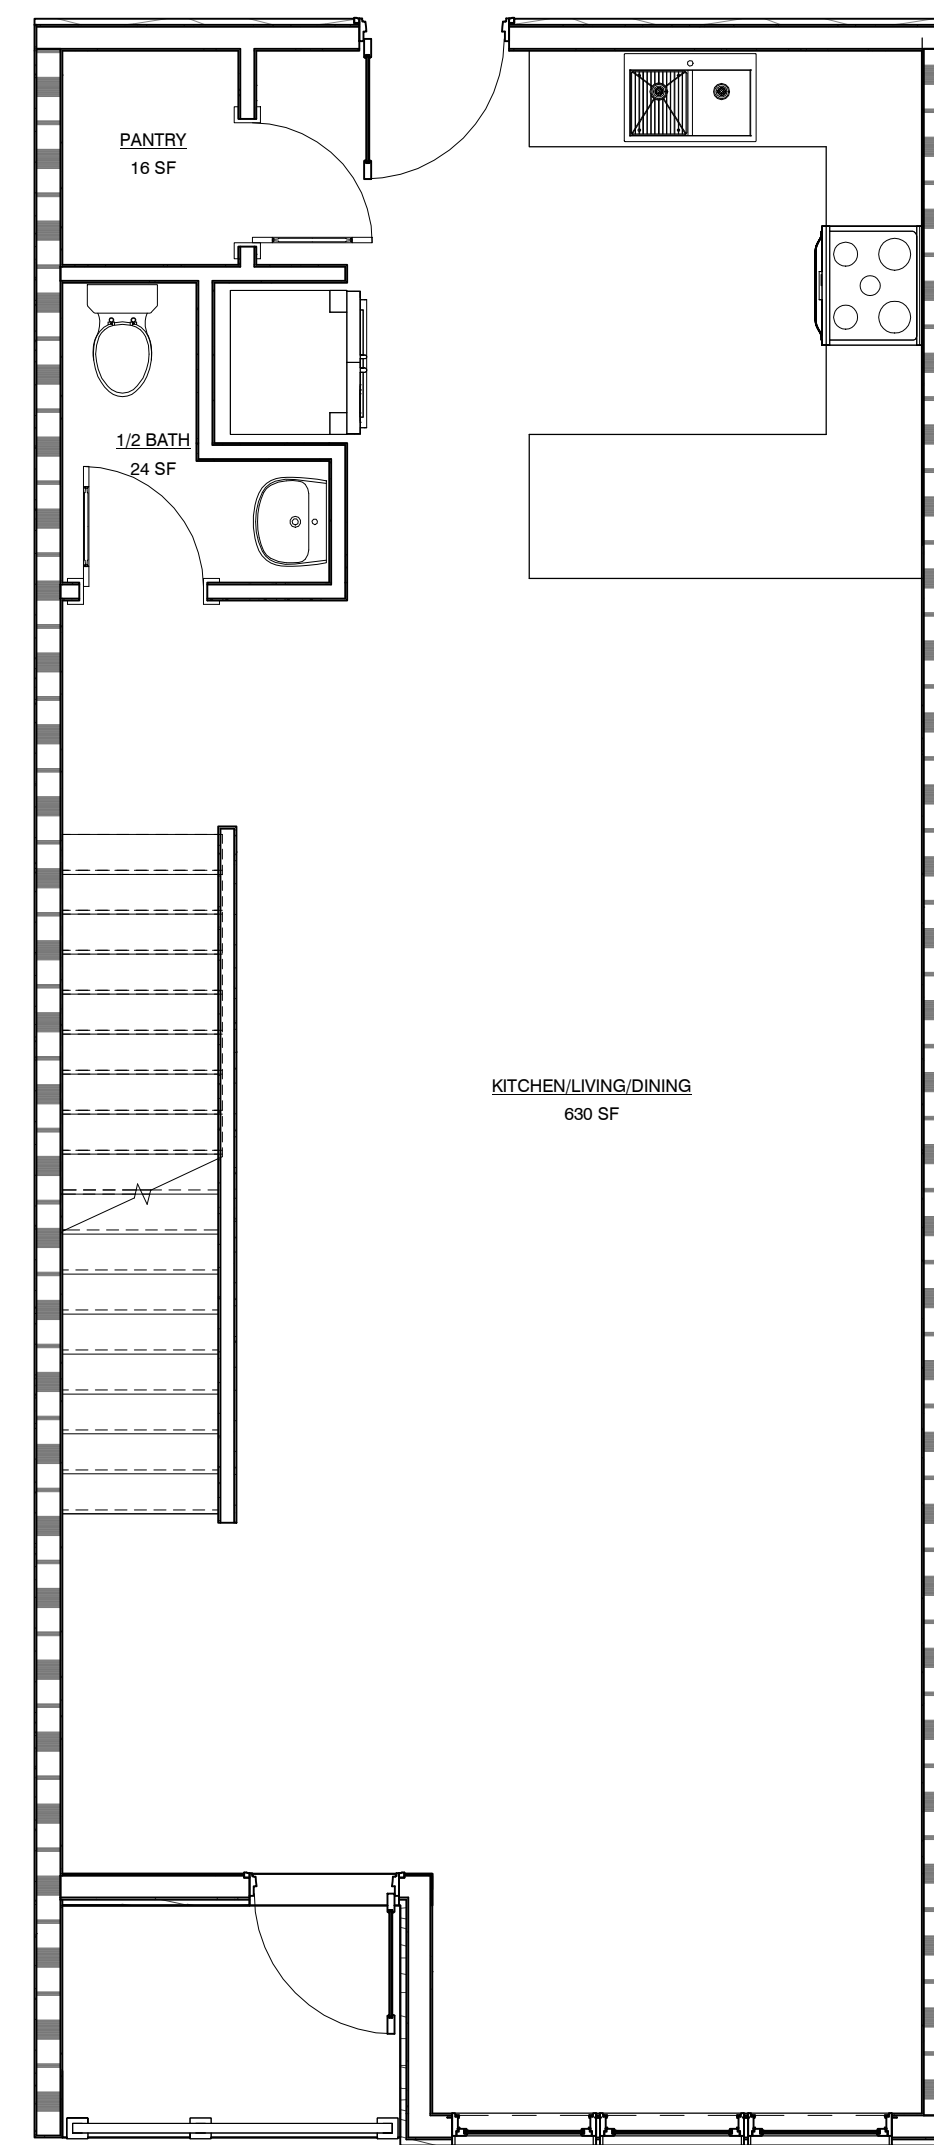 PANTRY
16 SF
1/2 BATH
24 SF
KITCHEN/LIVING/DINING
630 SF